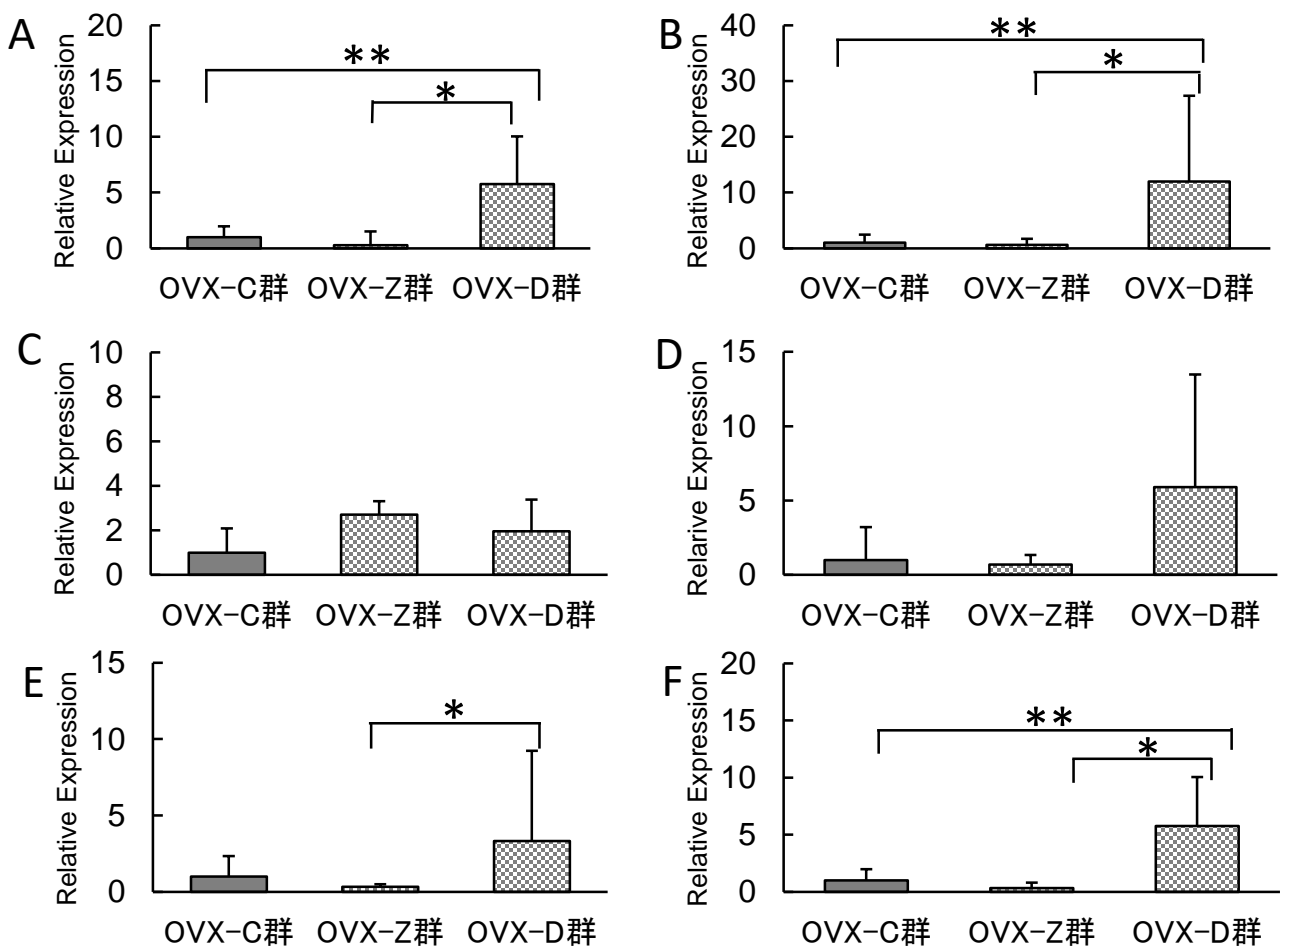 A
Relative Expression
20
15
10
5
0
**
*
OVX-C群 OVX-Z群 OVX-D群
B
Relative Expression
40
30
20
10
0
**
*
OVX-C群 OVX-Z群 OVX-D群
C
Relative Expression
10
8
6
4
2
0
OVX-C群 OVX-Z群 OVX-D群
D
Relarive Expression
15
10
5
0
OVX-C群 OVX-Z群 OVX-D群
E
Relative Expression
15
10
5
0
*
OVX-C群 OVX-Z群 OVX-D群
F
Relative Expression
20
15
10
5
0
**
*
OVX-C群 OVX-Z群 OVX-D群